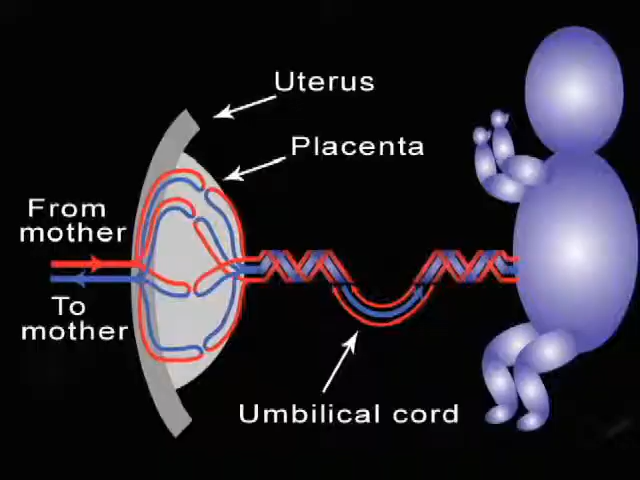 Uterus
Placenta
From
mother
To
mother
Umbilical cord